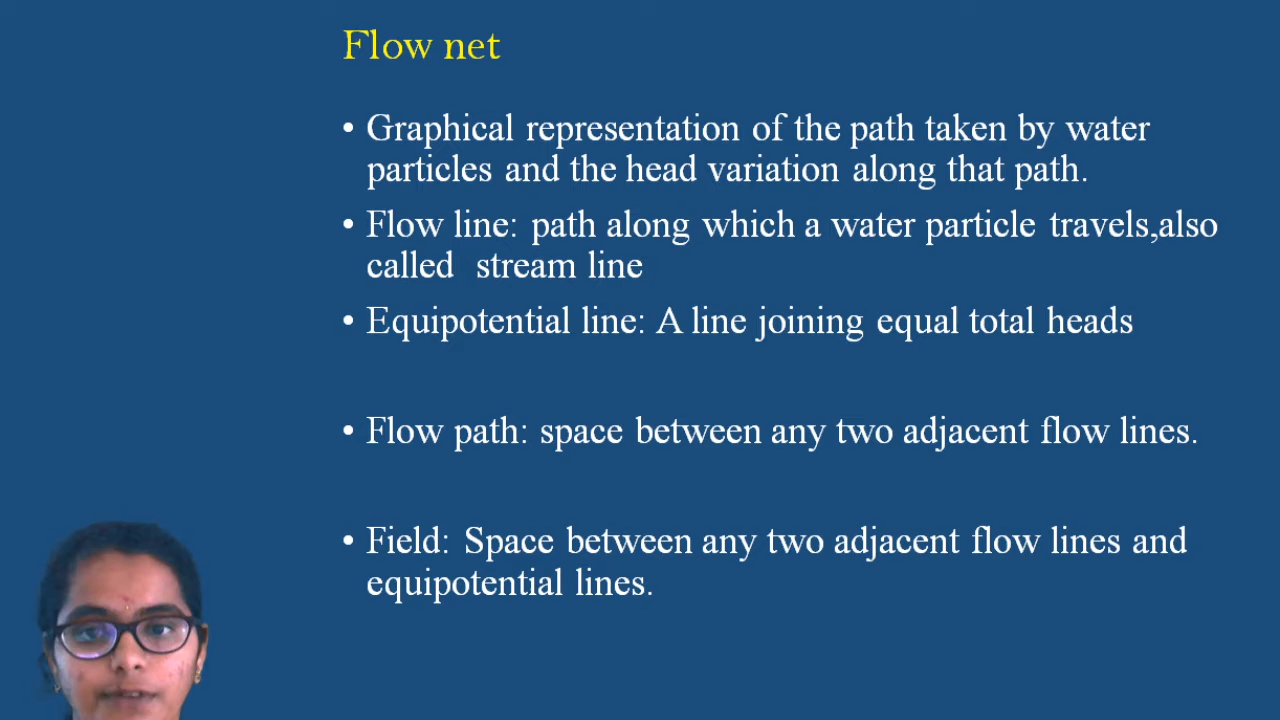 Flow net
• Graphical representation of the path taken by water
particles and the head variation along that path.
• Flow line: path along which a water particle travels,also
called stream line
• Equipotential line: A line joining equal total heads
• Flow path: space between any two adjacent flow lines.
• Field: Space between any two adjacent flow lines and
equipotential lines.